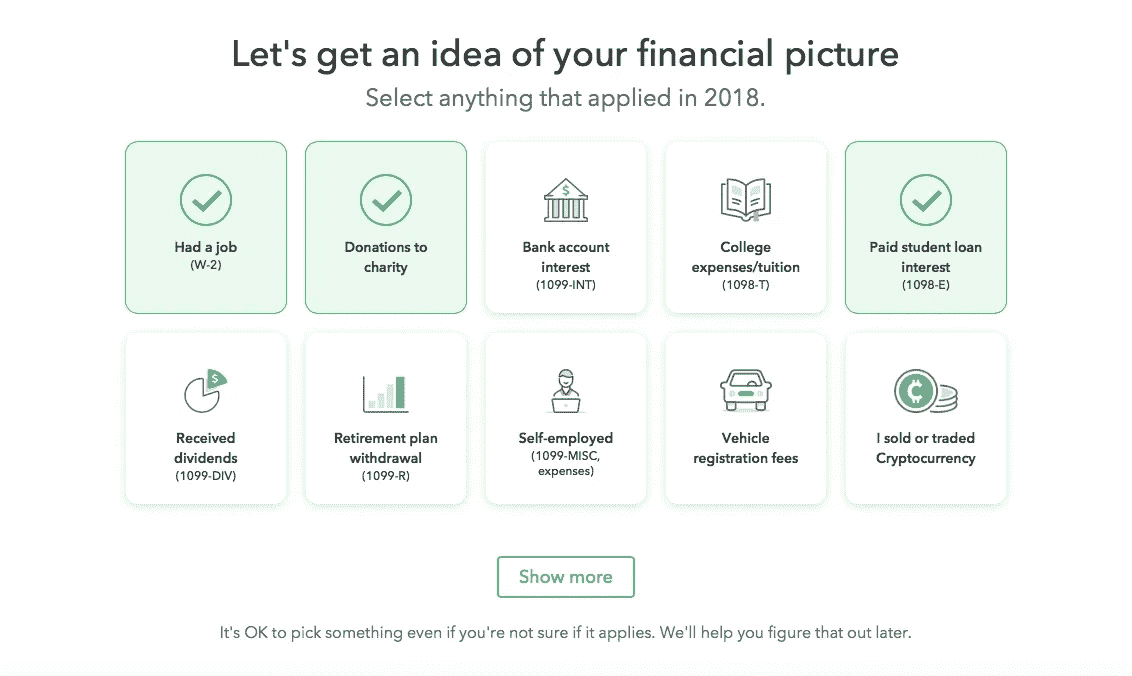 Let's get an idea of your financial picture
Select anything that applied in 2018.
Had a job
(W-2)
Donations to
charity
$
Bank account
interest
(1099-INT)
College
expenses/tuition
(1098-T)
Paid student loan
interest
(1098-E)
$
Received
dividends
(1099-DIV)
Retirement plan
withdrawal
(1099-R)
Self-employed
(1099-MISC,
expenses)
Vehicle
registration fees
I sold or traded
Cryptocurrency
Show more
It's OK to pick something even if you're not sure if it applies. We'll help you figure that out later.